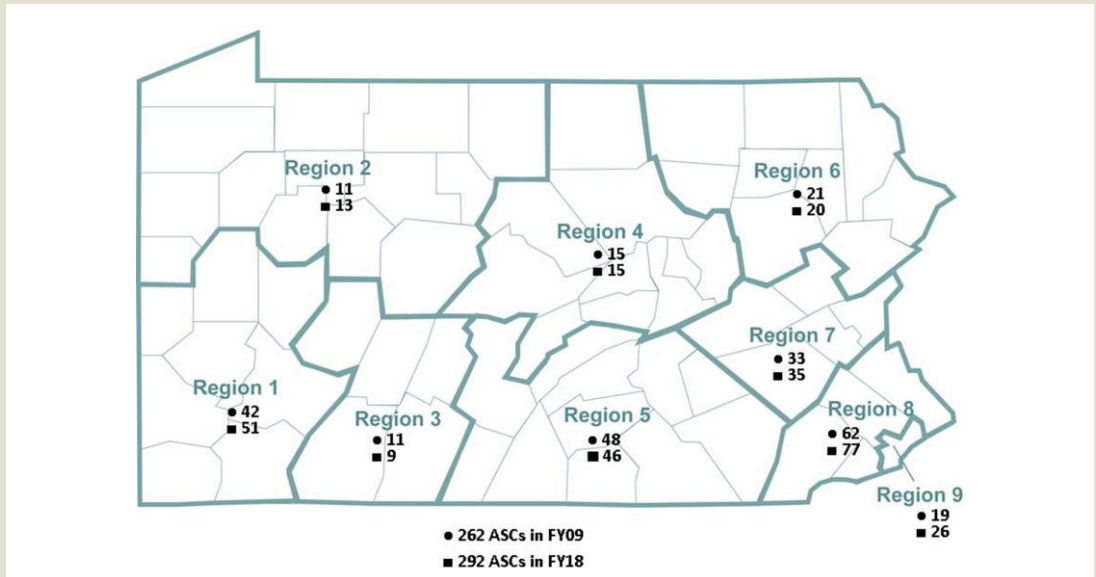 Region 2
● 11
■ 13
Region 6
● 21
■ 20
Region 4
● 15
■ 15
Region 7
● 33
■ 35
Region 1
● 42
■ 51
Region 3
● 11
■ 9
Region 5
● 48
■ 46
Region 8
● 62
■ 77
Region 9
● 19
■ 26
● 262 ASCs in FY09
■ 292 ASCs in FY18